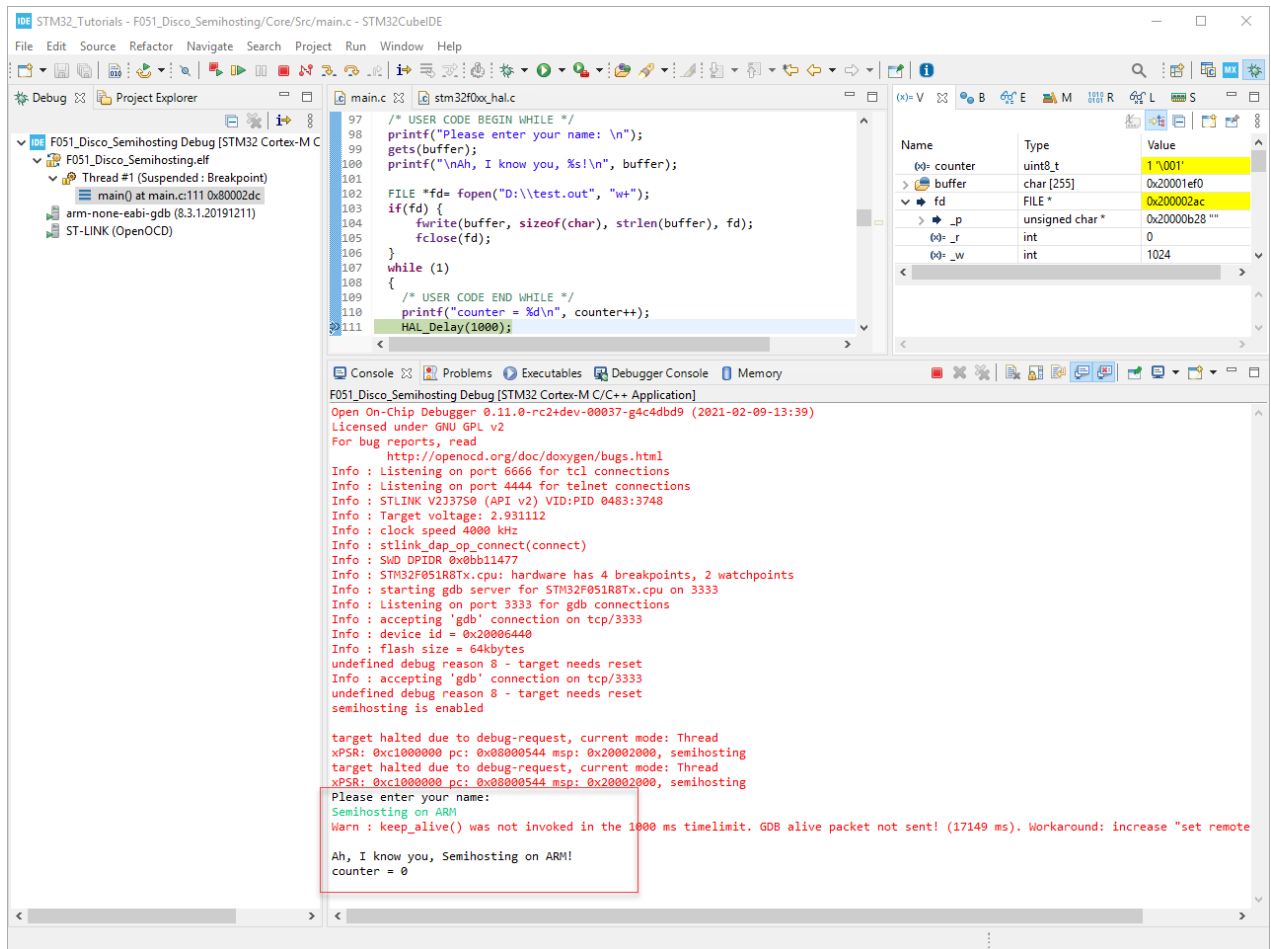 IDE STM32_Tutorials - F051_Disco_Semihosting/Core/Src/main.c - STM32CubeIDE
File Edit Source Refactor Navigate Search Project Run Window Help
Debug Project Explorer
F051_Disco_Semihosting Debug [STM32 Cortex-M C
F051_Disco_Semihosting.elf
Thread #1 (Suspended : Breakpoint)
main() at main.c:111 0x80002dc
arm-none-eabi-gdb (8.3.1.20191211)
ST-LINK (OpenOCD)
main.c stm32f0xx_hal.c
97 /* USER CODE BEGIN WHILE */
98 printf("Please enter your name: \n");
99 gets(buffer);
100 printf("\nAh, I know you, %s!\n", buffer);
101
102 FILE *fd= fopen("D:\\test.out", "w+");
103 if(fd) {
104 fwrite(buffer, sizeof(char), strlen(buffer), fd);
105 fclose(fd);
106 }
107 while (1)
108 {
109 /* USER CODE END WHILE */
110 printf("counter = %d\n", counter++);
111 HAL_Delay(1000);
(x)= V B E M 1010 0101 R L S
Name Type Value
(x)= counter uint8_t 1 '\001'
buffer char [255] 0x20001ef0
fd FILE * 0x200002ac
_p unsigned char * 0x20000b28 ""
(x)= _r int 0
(x)= _w int 1024
Console Problems Executables Debugger Console Memory
F051_Disco_Semihosting Debug [STM32 Cortex-M C/C++ Application]
Open On-Chip Debugger 0.11.0-rc2+dev-00037-g4c4dbd9 (2021-02-09-13:39)
Licensed under GNU GPL v2
For bug reports, read
http://openocd.org/doc/doxygen/bugs.html
Info : Listening on port 6666 for tcl connections
Info : Listening on port 4444 for telnet connections
Info : STLINK V2J37S0 (API v2) VID:PID 0483:3748
Info : Target voltage: 2.931112
Info : clock speed 4000 kHz
Info : stlink_dap_op_connect(connect)
Info : SWD DPIDR 0x0bb11477
Info : STM32F051R8Tx.cpu: hardware has 4 breakpoints, 2 watchpoints
Info : starting gdb server for STM32F051R8Tx.cpu on 3333
Info : Listening on port 3333 for gdb connections
Info : accepting 'gdb' connection on tcp/3333
Info : device id = 0x20006440
Info : flash size = 64kbytes
undefined debug reason 8 - target needs reset
Info : accepting 'gdb' connection on tcp/3333
undefined debug reason 8 - target needs reset
semihosting is enabled
target halted due to debug-request, current mode: Thread
xPSR: 0xc1000000 pc: 0x08000544 msp: 0x20002000, semihosting
target halted due to debug-request, current mode: Thread
xPSR: 0xc1000000 pc: 0x08000544 msp: 0x20002000, semihosting
Please enter your name:
Semihosting on ARM
Warn : keep_alive() was not invoked in the 1000 ms timelimit. GDB alive packet not sent! (17149 ms). Workaround: increase "set remote
Ah, I know you, Semihosting on ARM!
counter = 0